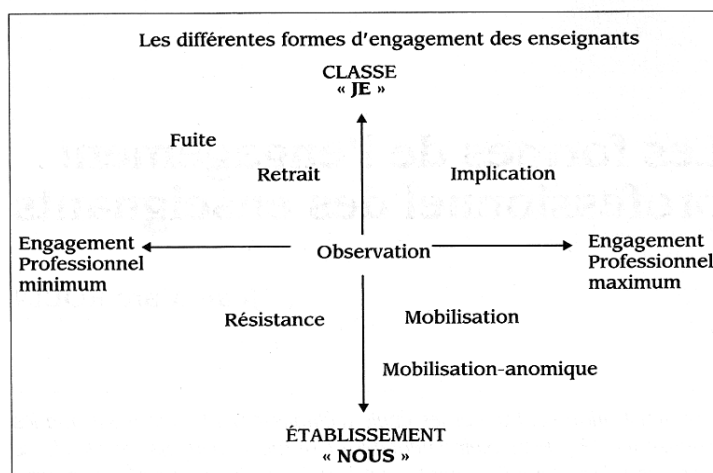 Les différentes formes d'engagement des enseignants
CLASSE
« JE »
Fuite
Retrait
Implication
Engagement
Professionnel
minimum
Observation
Engagement
Professionnel
maximum
Résistance
Mobilisation
Mobilisation-anomique
ÉTABLISSEMENT
« NOUS »